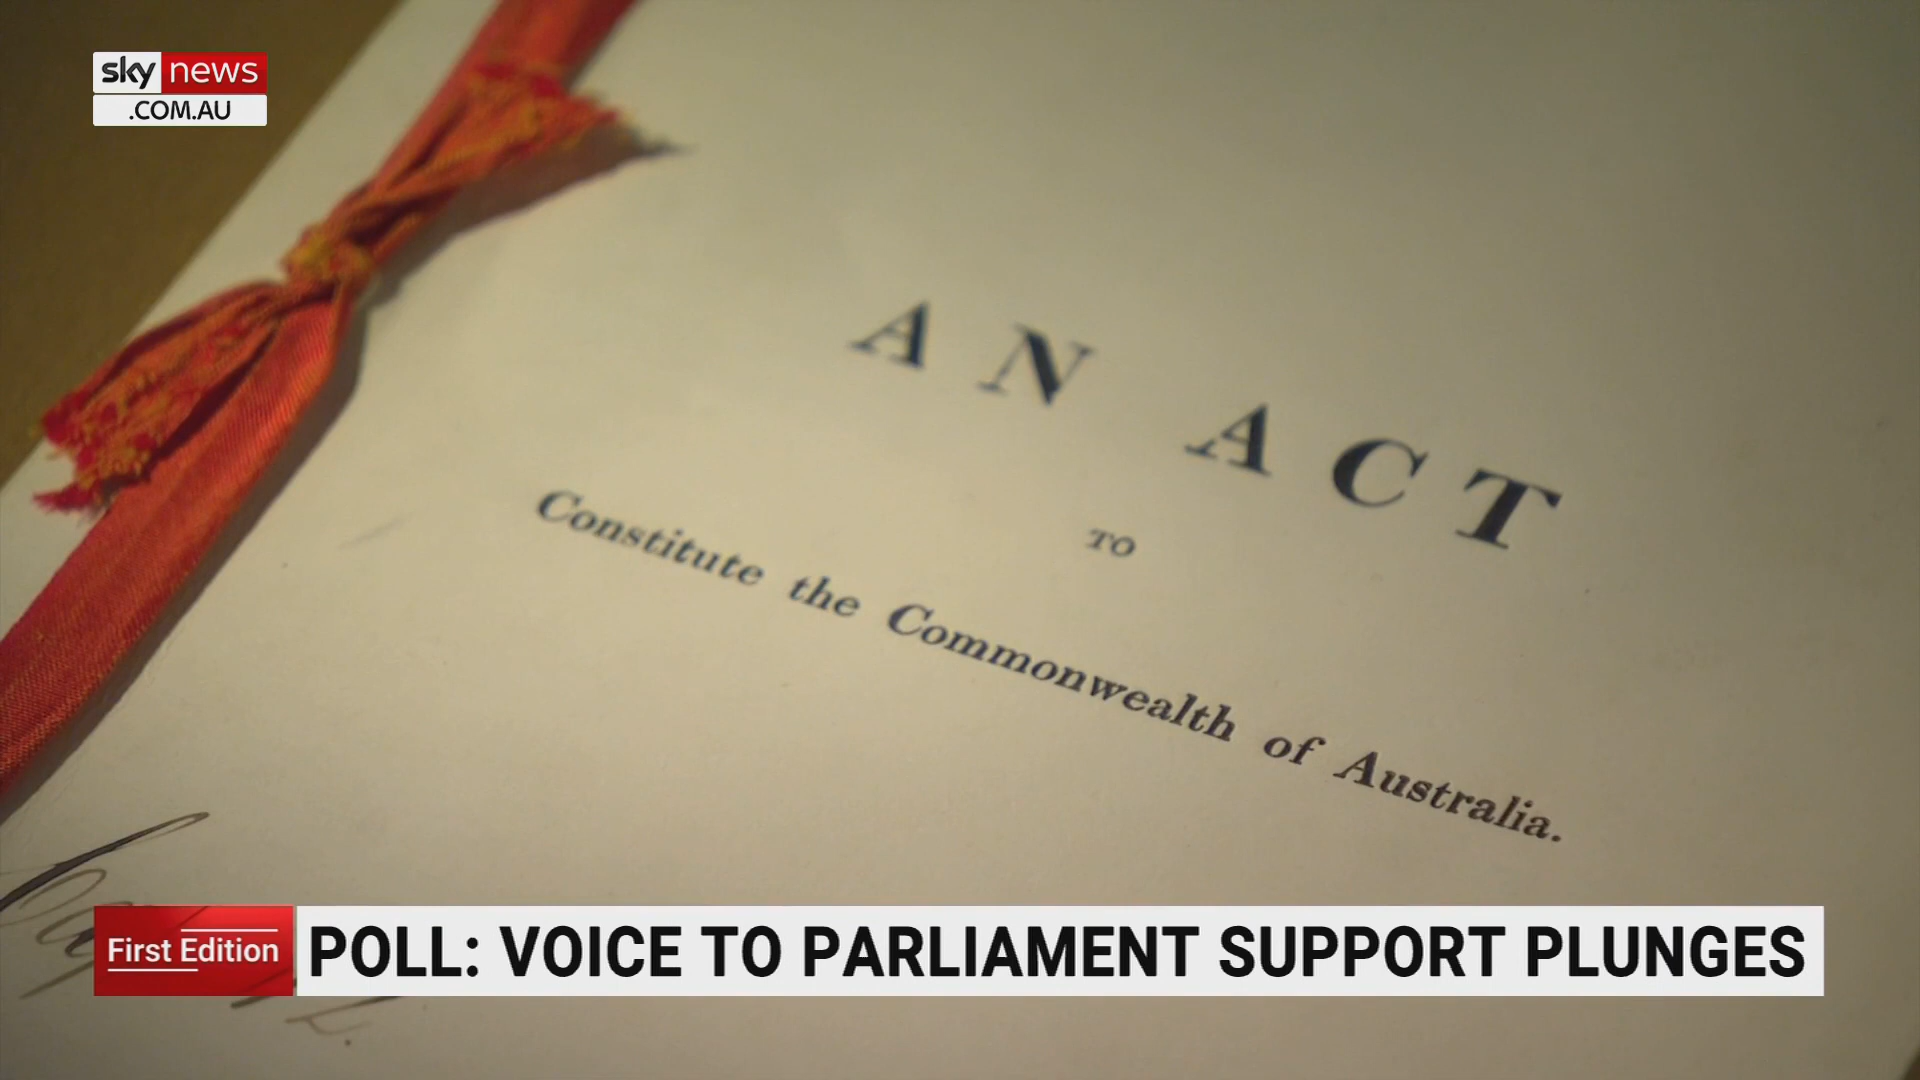 sky news
.COM.AU
AN ACT
TO
Constitute the Commonwealth of Australia.
First Edition
POLL: VOICE TO PARLIAMENT SUPPORT PLUNGES